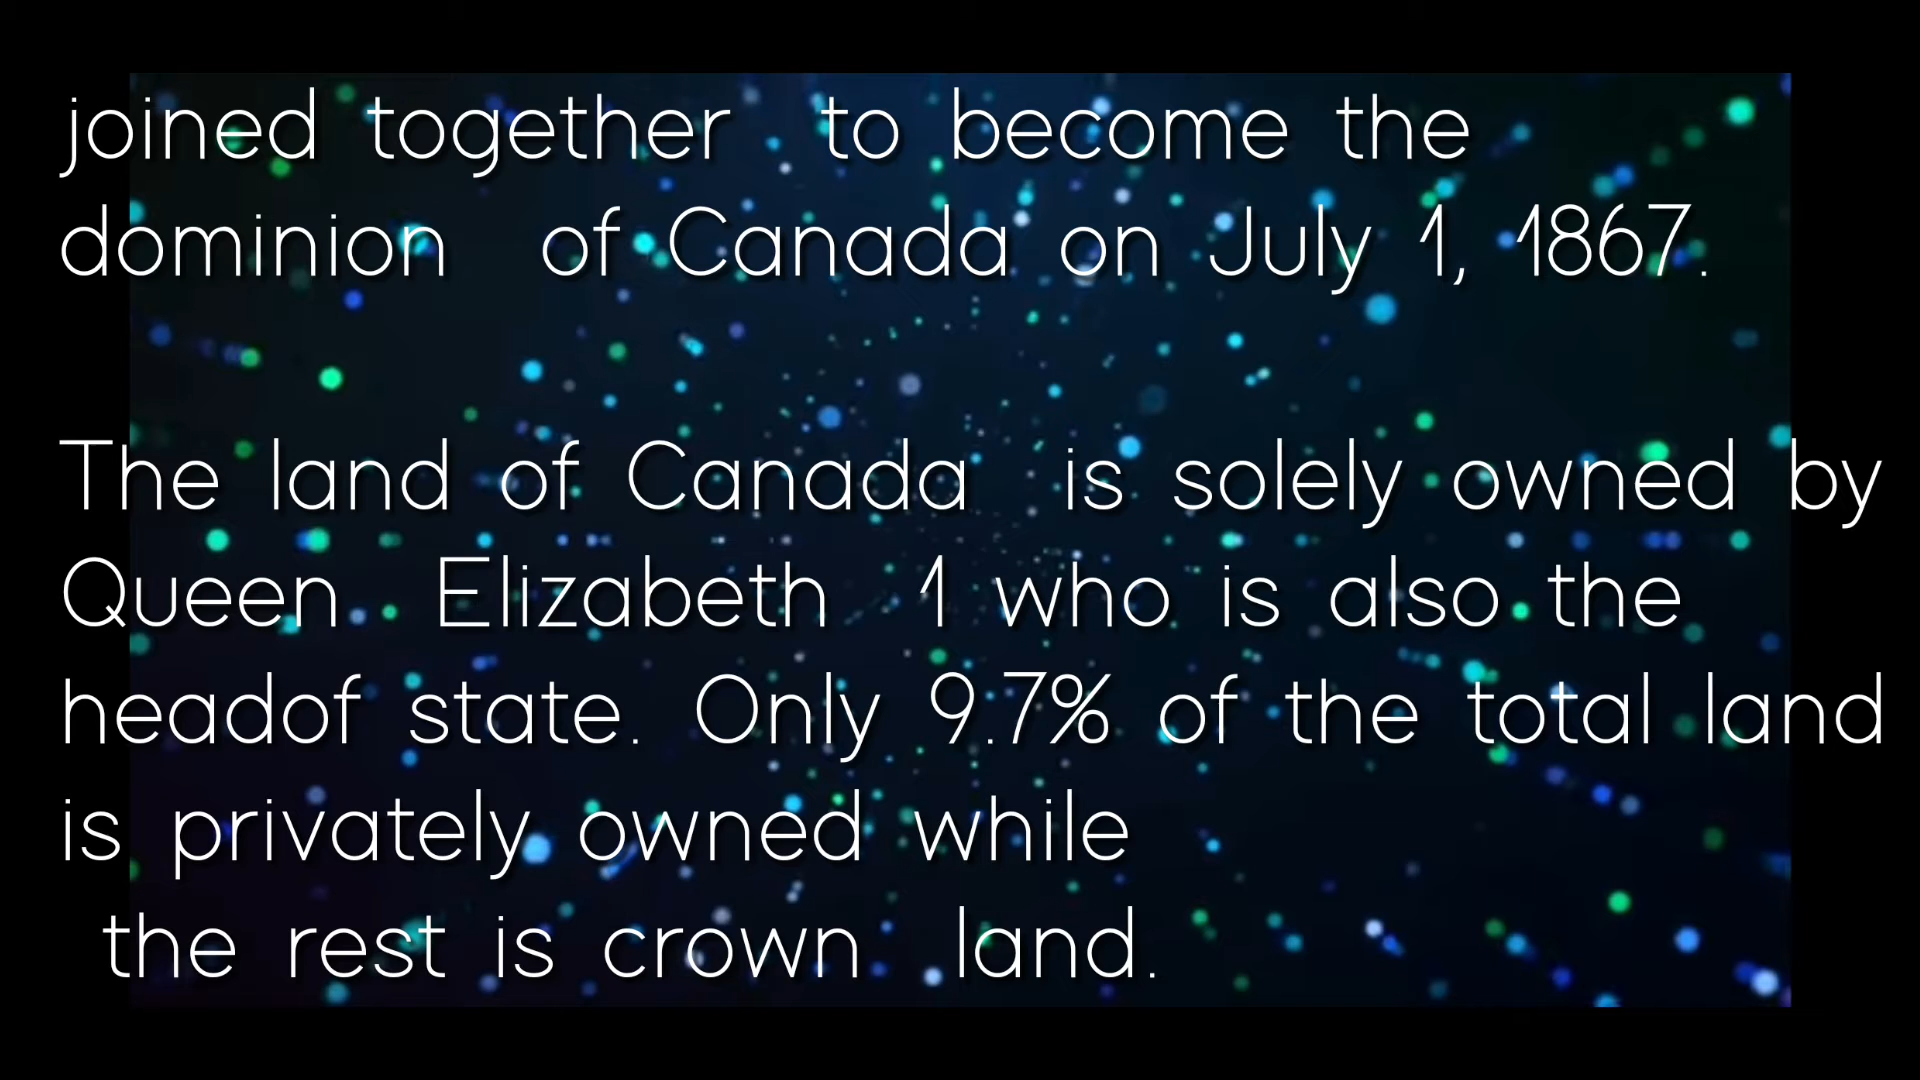 joined together to become the
dominion of Canada on July 1, 1867.
The land of Canada is solely owned by
Queen Elizabeth 1 who is also the
headof state. Only 9.7% of the total land
is privately owned while
the rest is crown land.